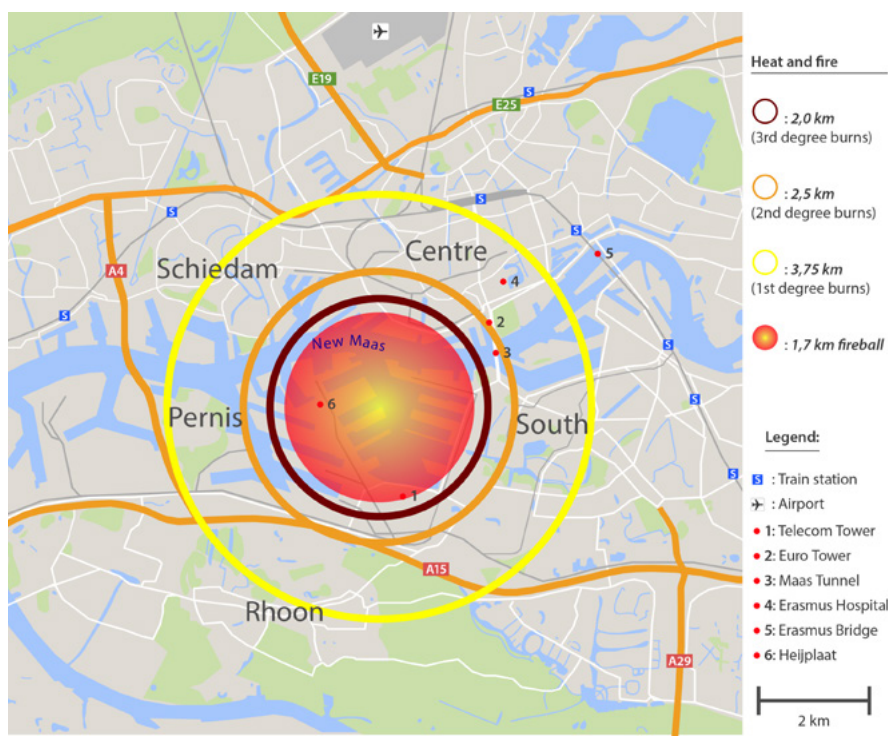 E19
E25
S
S
S
S
S
S
S
S
A4
Schiedam
Centre
4
5
2
3
New Maas
6
Pernis
South
1
A15
Rhoon
A29
Heat and fire
: 2,0 km
(3rd degree burns)
: 2,5 km
(2nd degree burns)
: 3,75 km
(1st degree burns)
: 1,7 km fireball
Legend:
S : Train station
: Airport
1: Telecom Tower
2: Euro Tower
3: Maas Tunnel
4: Erasmus Hospital
5: Erasmus Bridge
6: Heijplaat
2 km